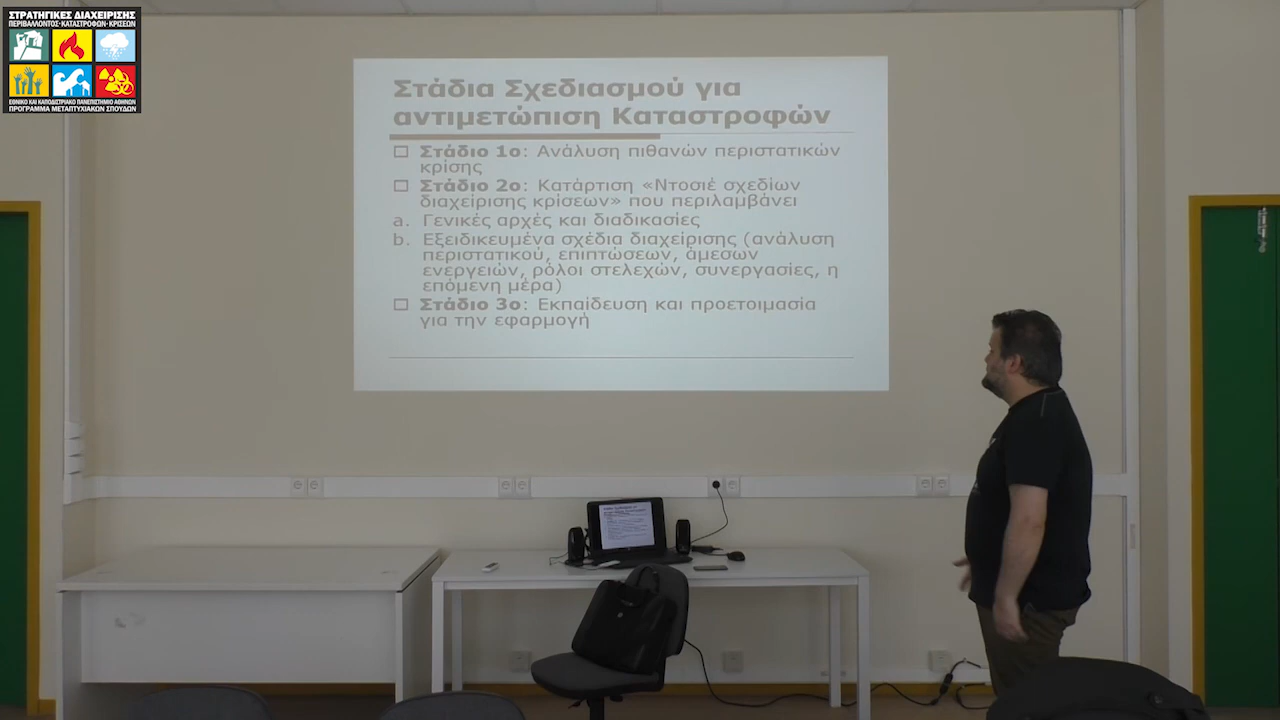 ΣΤΡΑΤΗΓΙΚΕΣ ΔΙΑΧΕΙΡΙΣΗΣ
ΠΕΡΙΒΑΛΛΟΝΤΟΣ·ΚΑΤΑΣΤΡΟΦΩΝ·ΚΡΙΣΕΩΝ
ΕΘΝΙΚΟ ΚΑΙ ΚΑΠΟΔΙΣΤΡΙΑΚΟ ΠΑΝΕΠΙΣΤΗΜΙΟ ΑΘΗΝΩΝ
ΠΡΟΓΡΑΜΜΑ ΜΕΤΑΠΤΥΧΙΑΚΩΝ ΣΠΟΥΔΩΝ
Στάδια Σχεδιασμού για
αντιμετώπιση Καταστροφών
Στάδιο 1ο: Ανάλυση πιθανών περιστατικών
κρίσης
Στάδιο 2ο: Κατάρτιση «Ντοσιέ σχεδίων
διαχείρισης κρίσεων» που περιλαμβάνει
a. Γενικές αρχές και διαδικασίες
b. Εξειδικευμένα σχέδια διαχείρισης (ανάλυση
περιστατικού, επιπτώσεων, άμεσων
ενεργειών, ρόλοι στελεχών, συνεργασίες, η
επόμενη μέρα)
Στάδιο 3ο: Εκπαίδευση και προετοιμασία
για την εφαρμογή